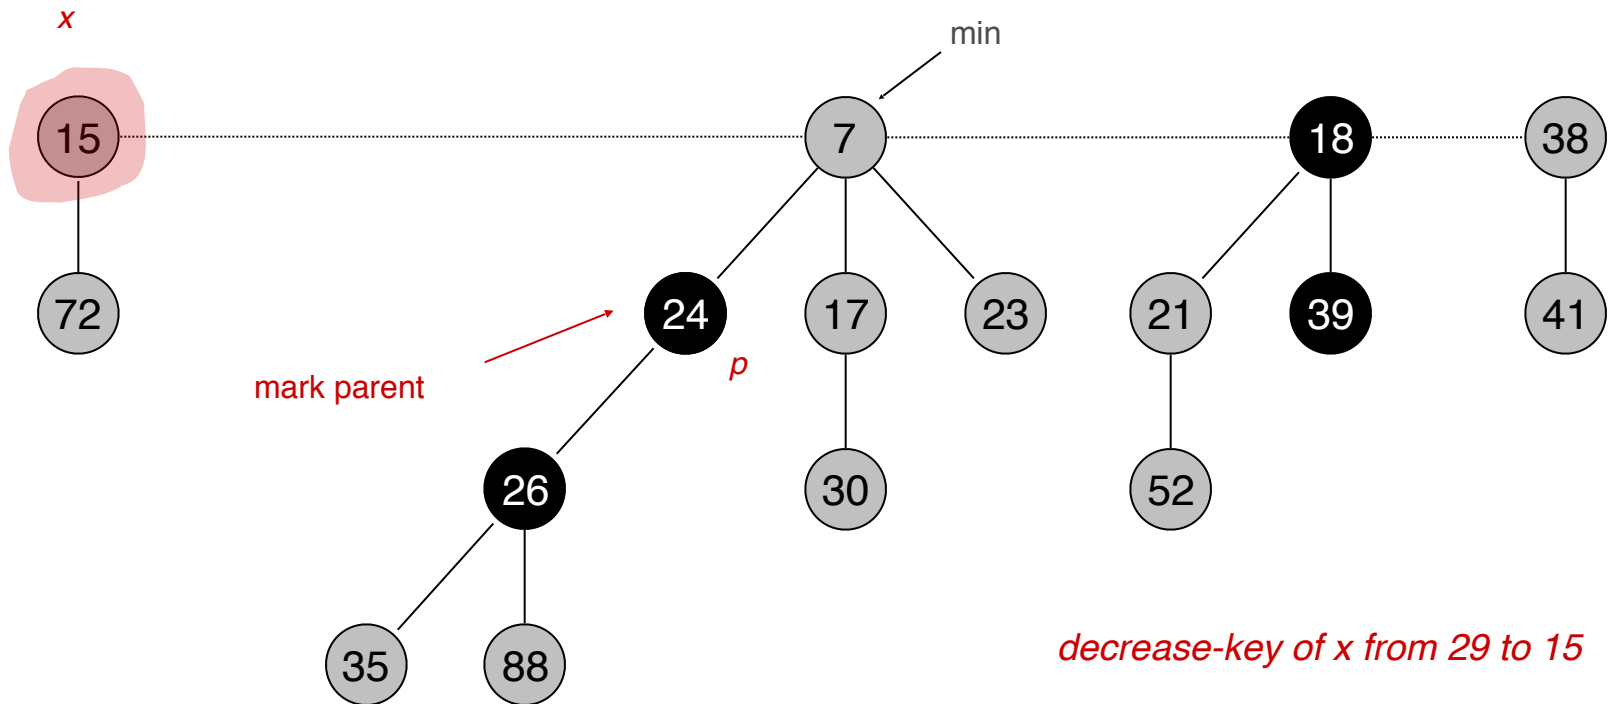 x
min
15 7 18 38
72 24 17 23 21 39 41
p
mark parent
26 30 52
35 88
decrease-key of x from 29 to 15